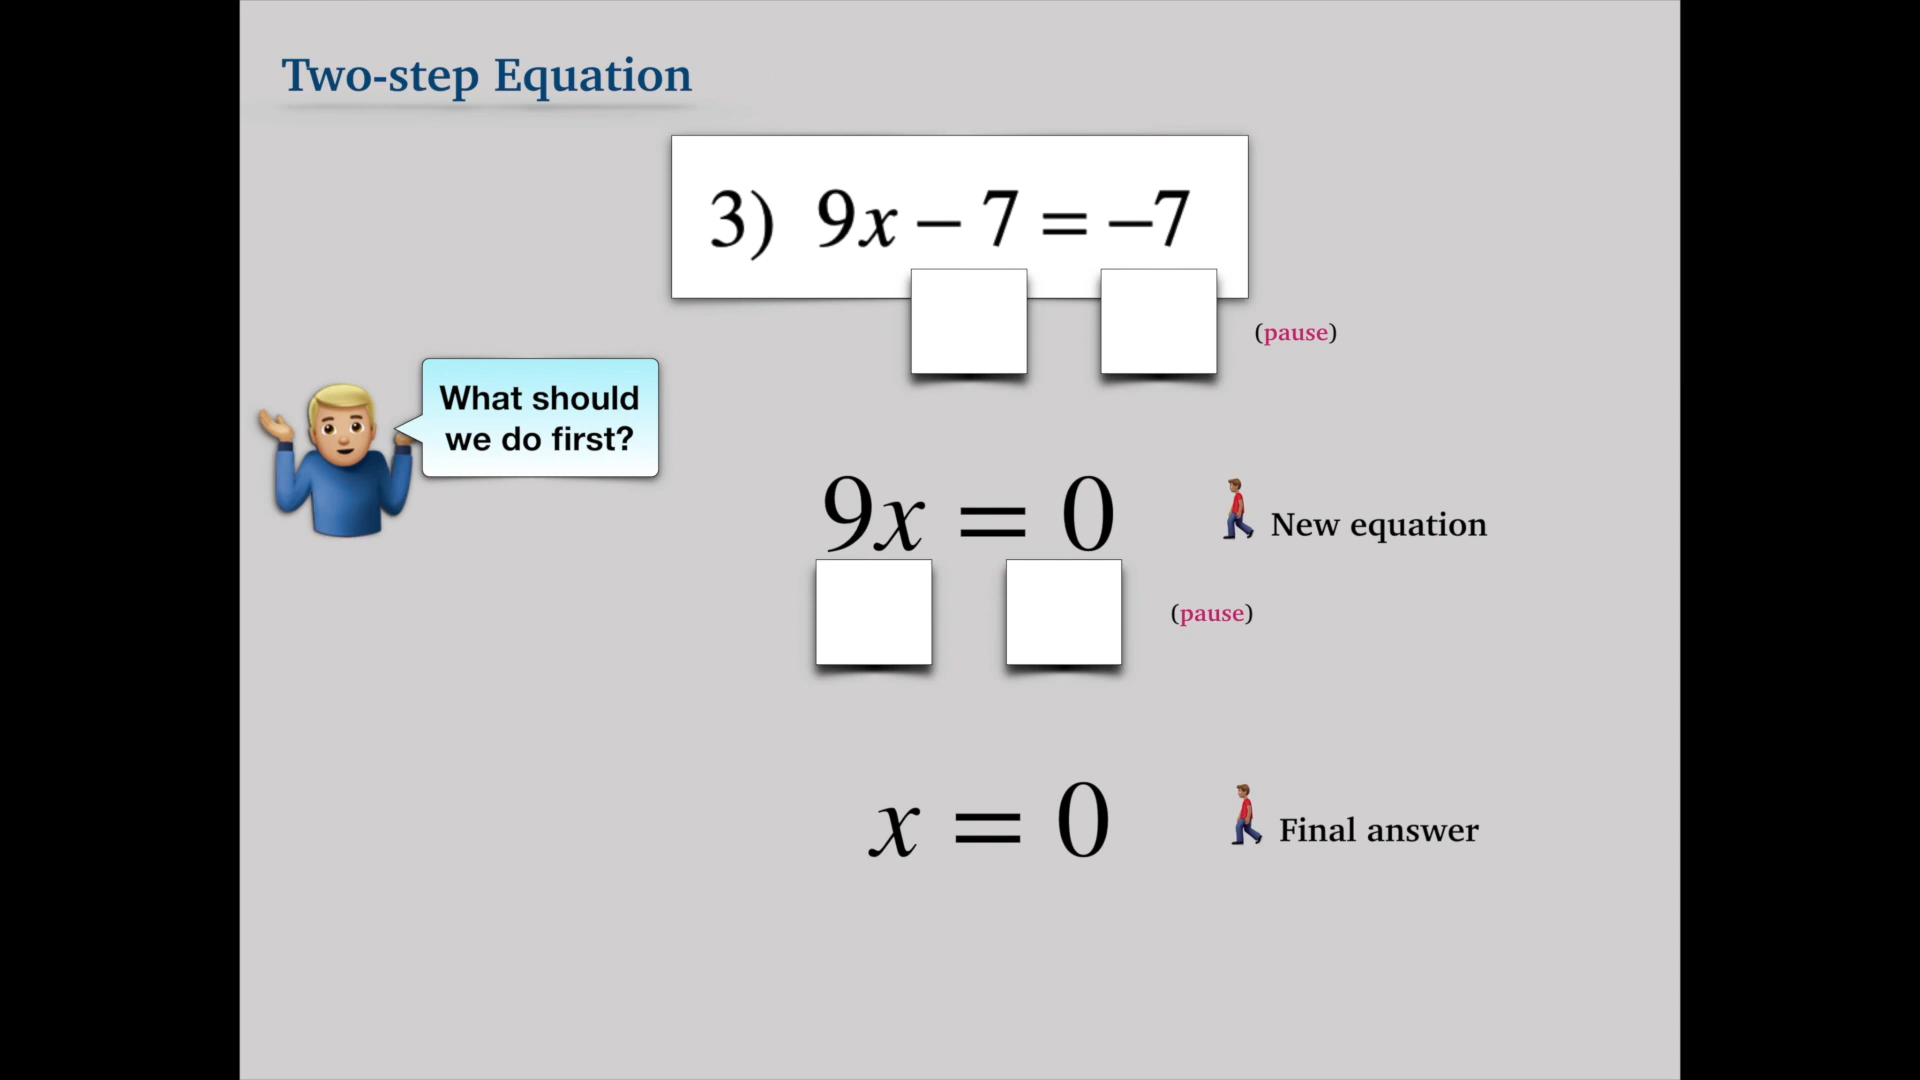 Two-step Equation
3) 9x – 7 = –7
(pause)
What should
we do first?
9x = 0
New equation
(pause)
x = 0
Final answer